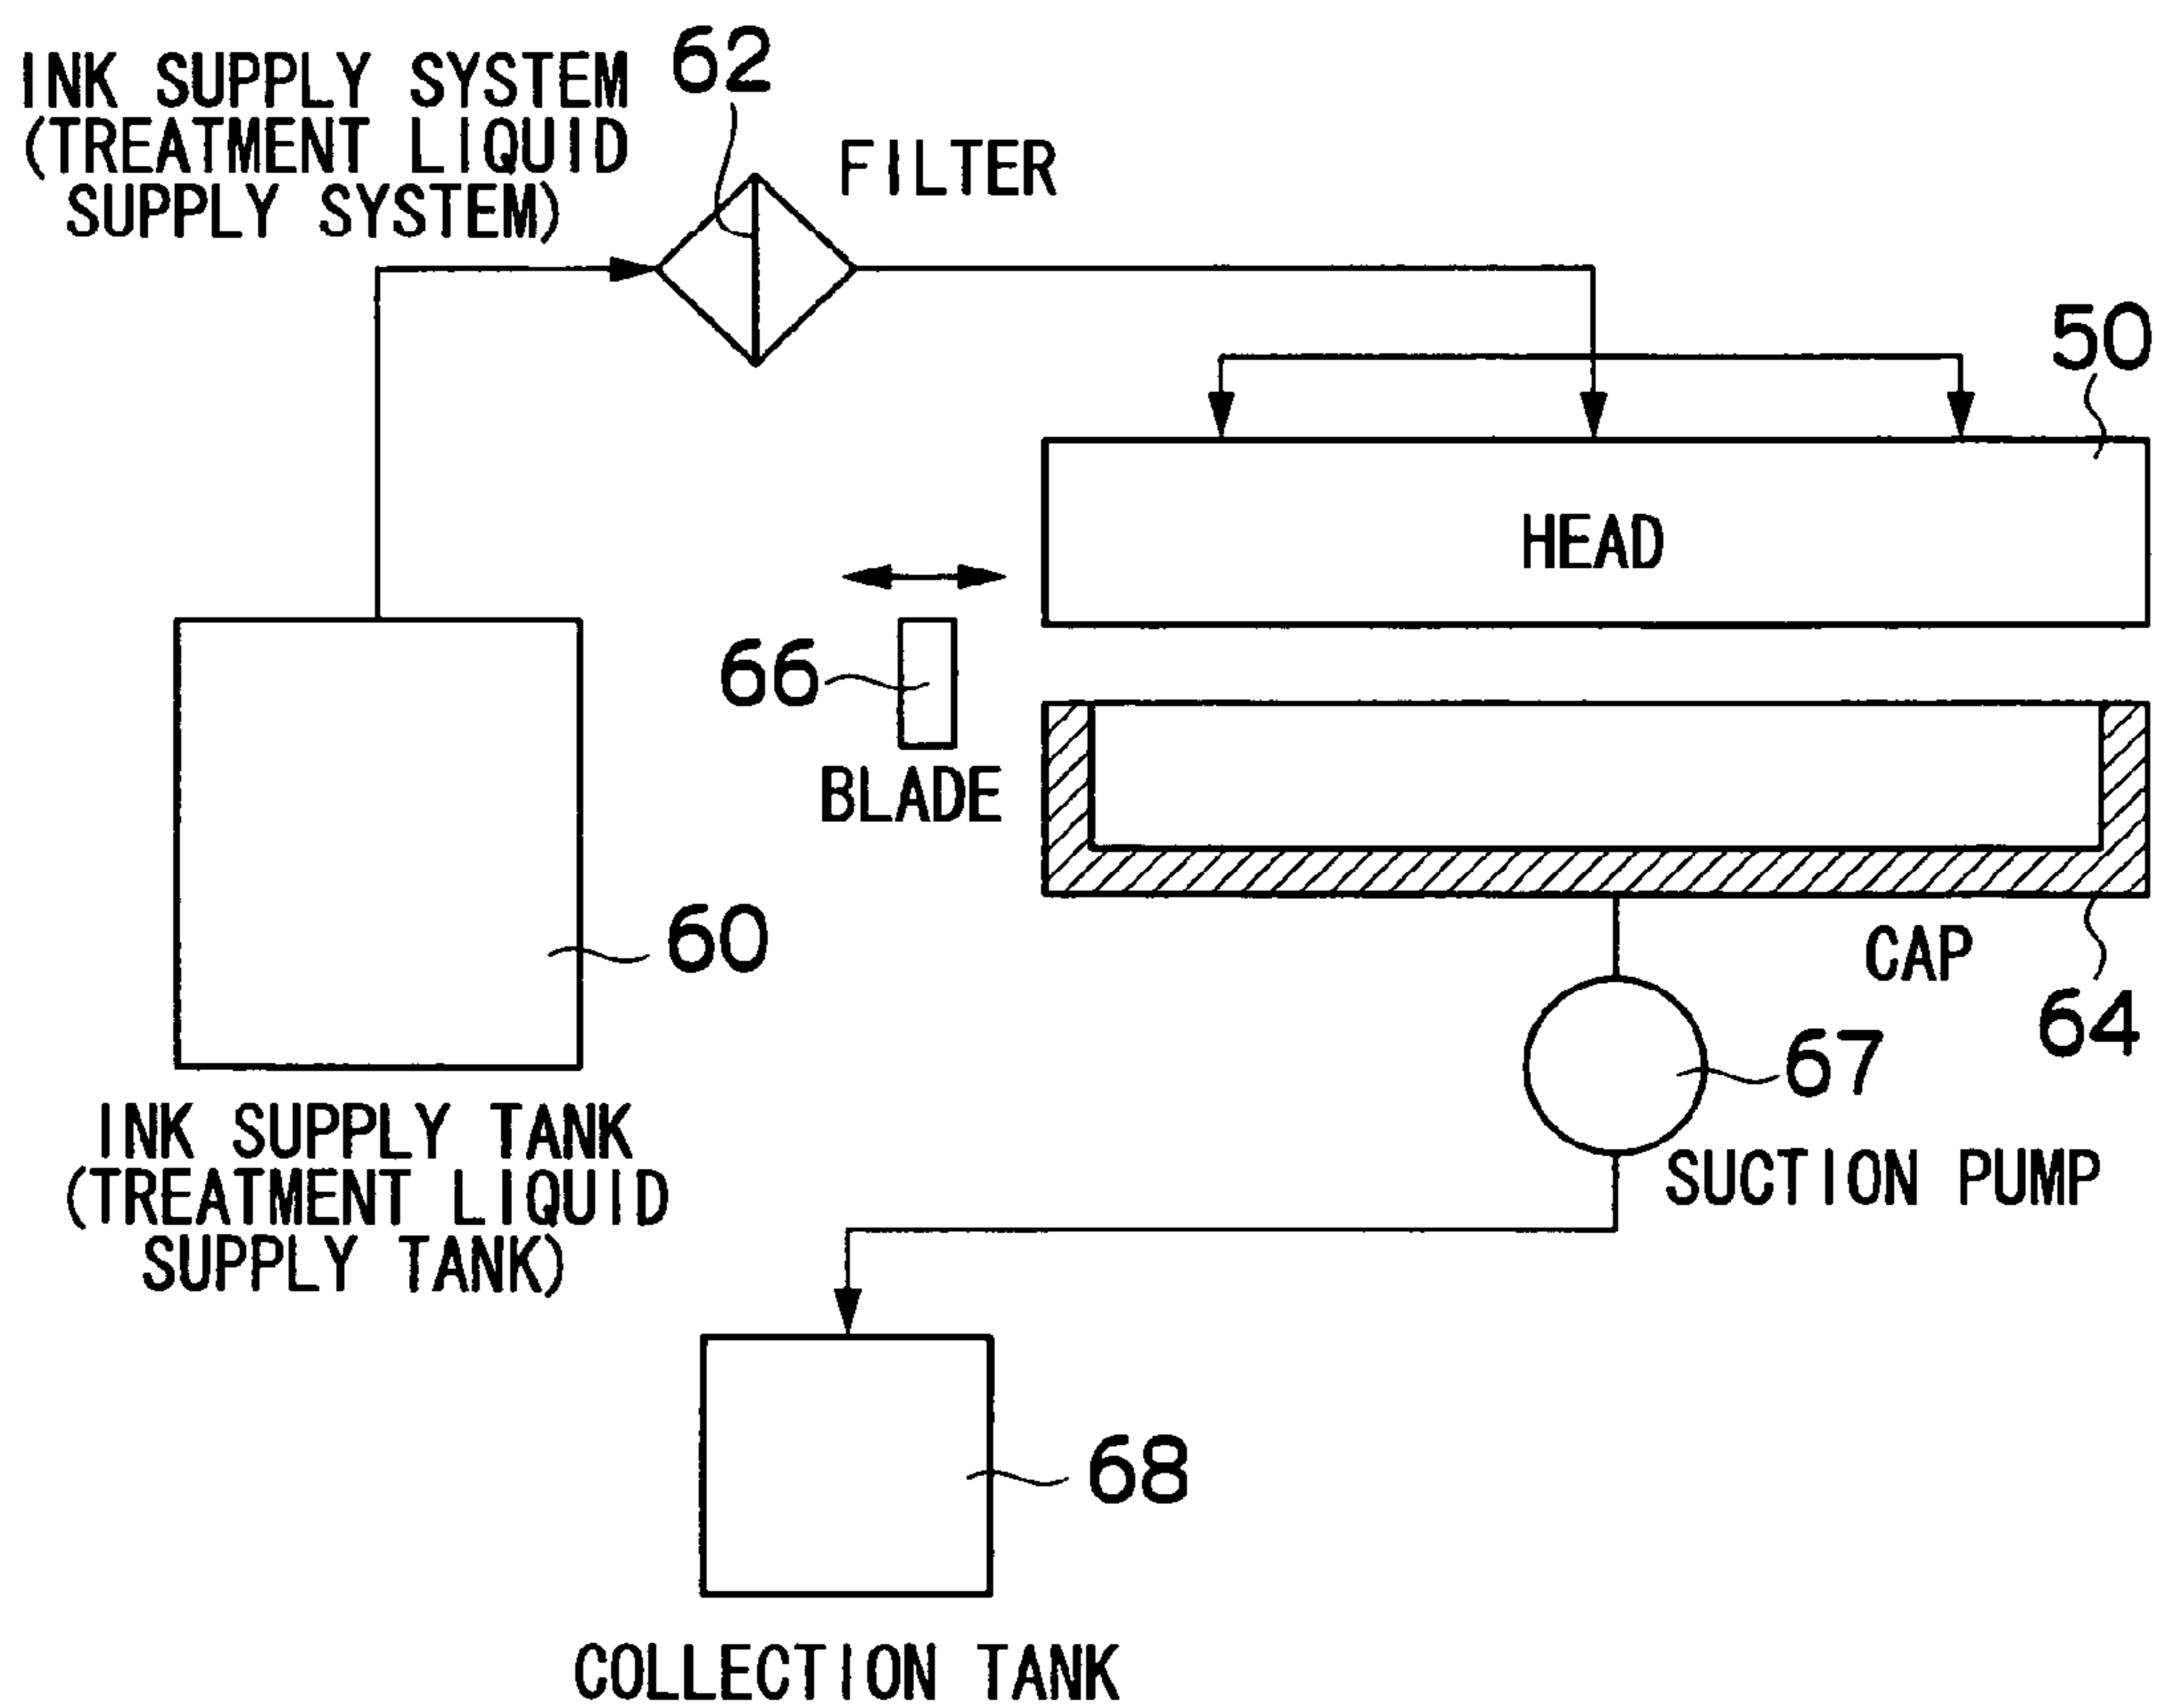 INK SUPPLY SYSTEM
(TREATMENT LIQUID
SUPPLY SYSTEM)
62
FILTER
50
HEAD
66
BLADE
60
CAP
64
67
SUCTION PUMP
INK SUPPLY TANK
(TREATMENT LIQUID
SUPPLY TANK)
68
COLLECTION TANK